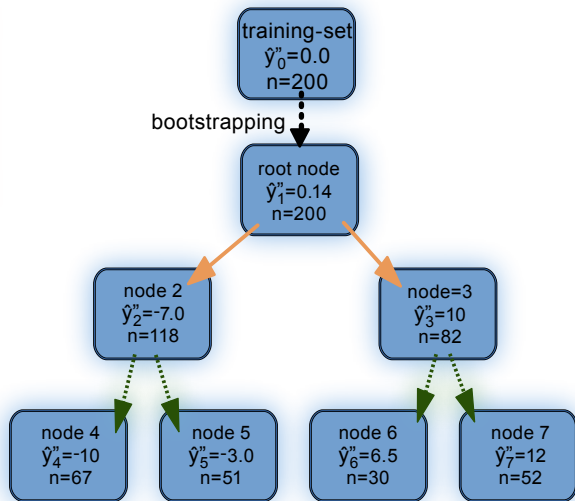 training-set
ŷ"₀=0.0
n=200
bootstrapping
root node
ŷ"₁=0.14
n=200
node 2
ŷ"₂=-7.0
n=118
node=3
ŷ"₃=10
n=82
node 4
ŷ"₄=-10
n=67
node 5
ŷ"₅=-3.0
n=51
node 6
ŷ"₆=6.5
n=30
node 7
ŷ"₇=12
n=52